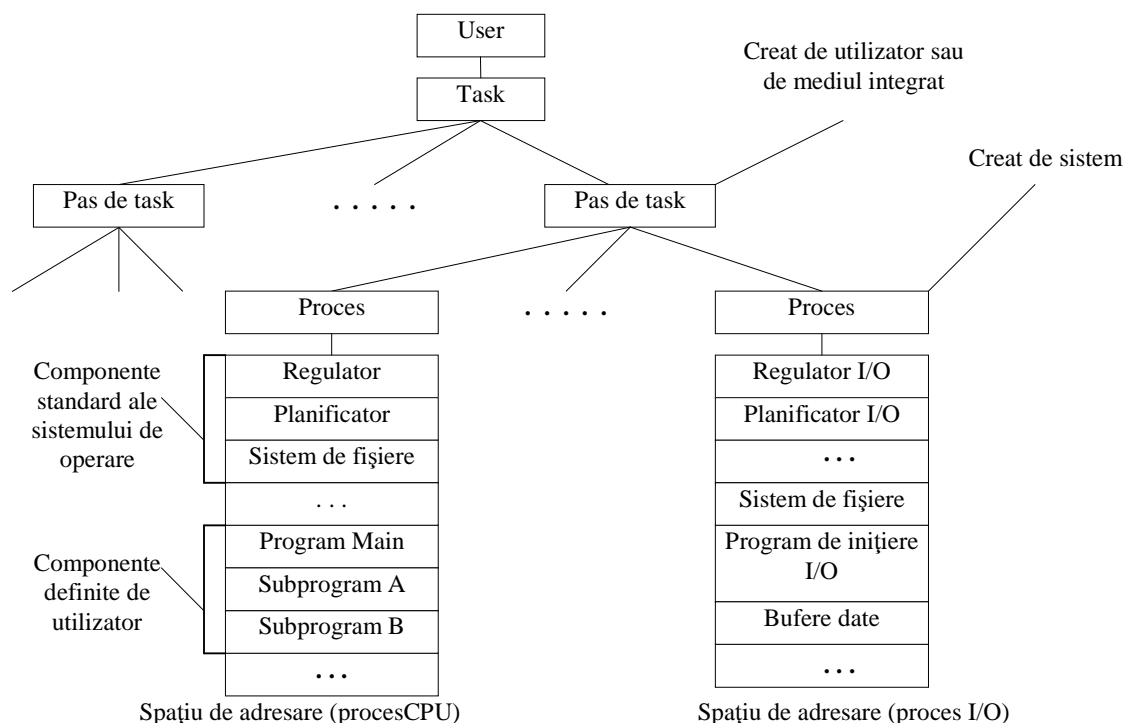 User
Task
Creat de utilizator sau
de mediul integrat
Creat de sistem
Pas de task
. . . . .
Pas de task
Proces
. . . . .
Proces
Componente
standard ale
sistemului de
operare
Regulator
Planificator
Sistem de fişiere
. . .
Componente
definite de
utilizator
Program Main
Subprogram A
Subprogram B
...
Spaţiu de adresare (procesCPU)
Regulator I/O
Planificator I/O
...
Sistem de fişiere
Program de iniţiere
I/O
Bufere date
...
Spaţiu de adresare (proces I/O)